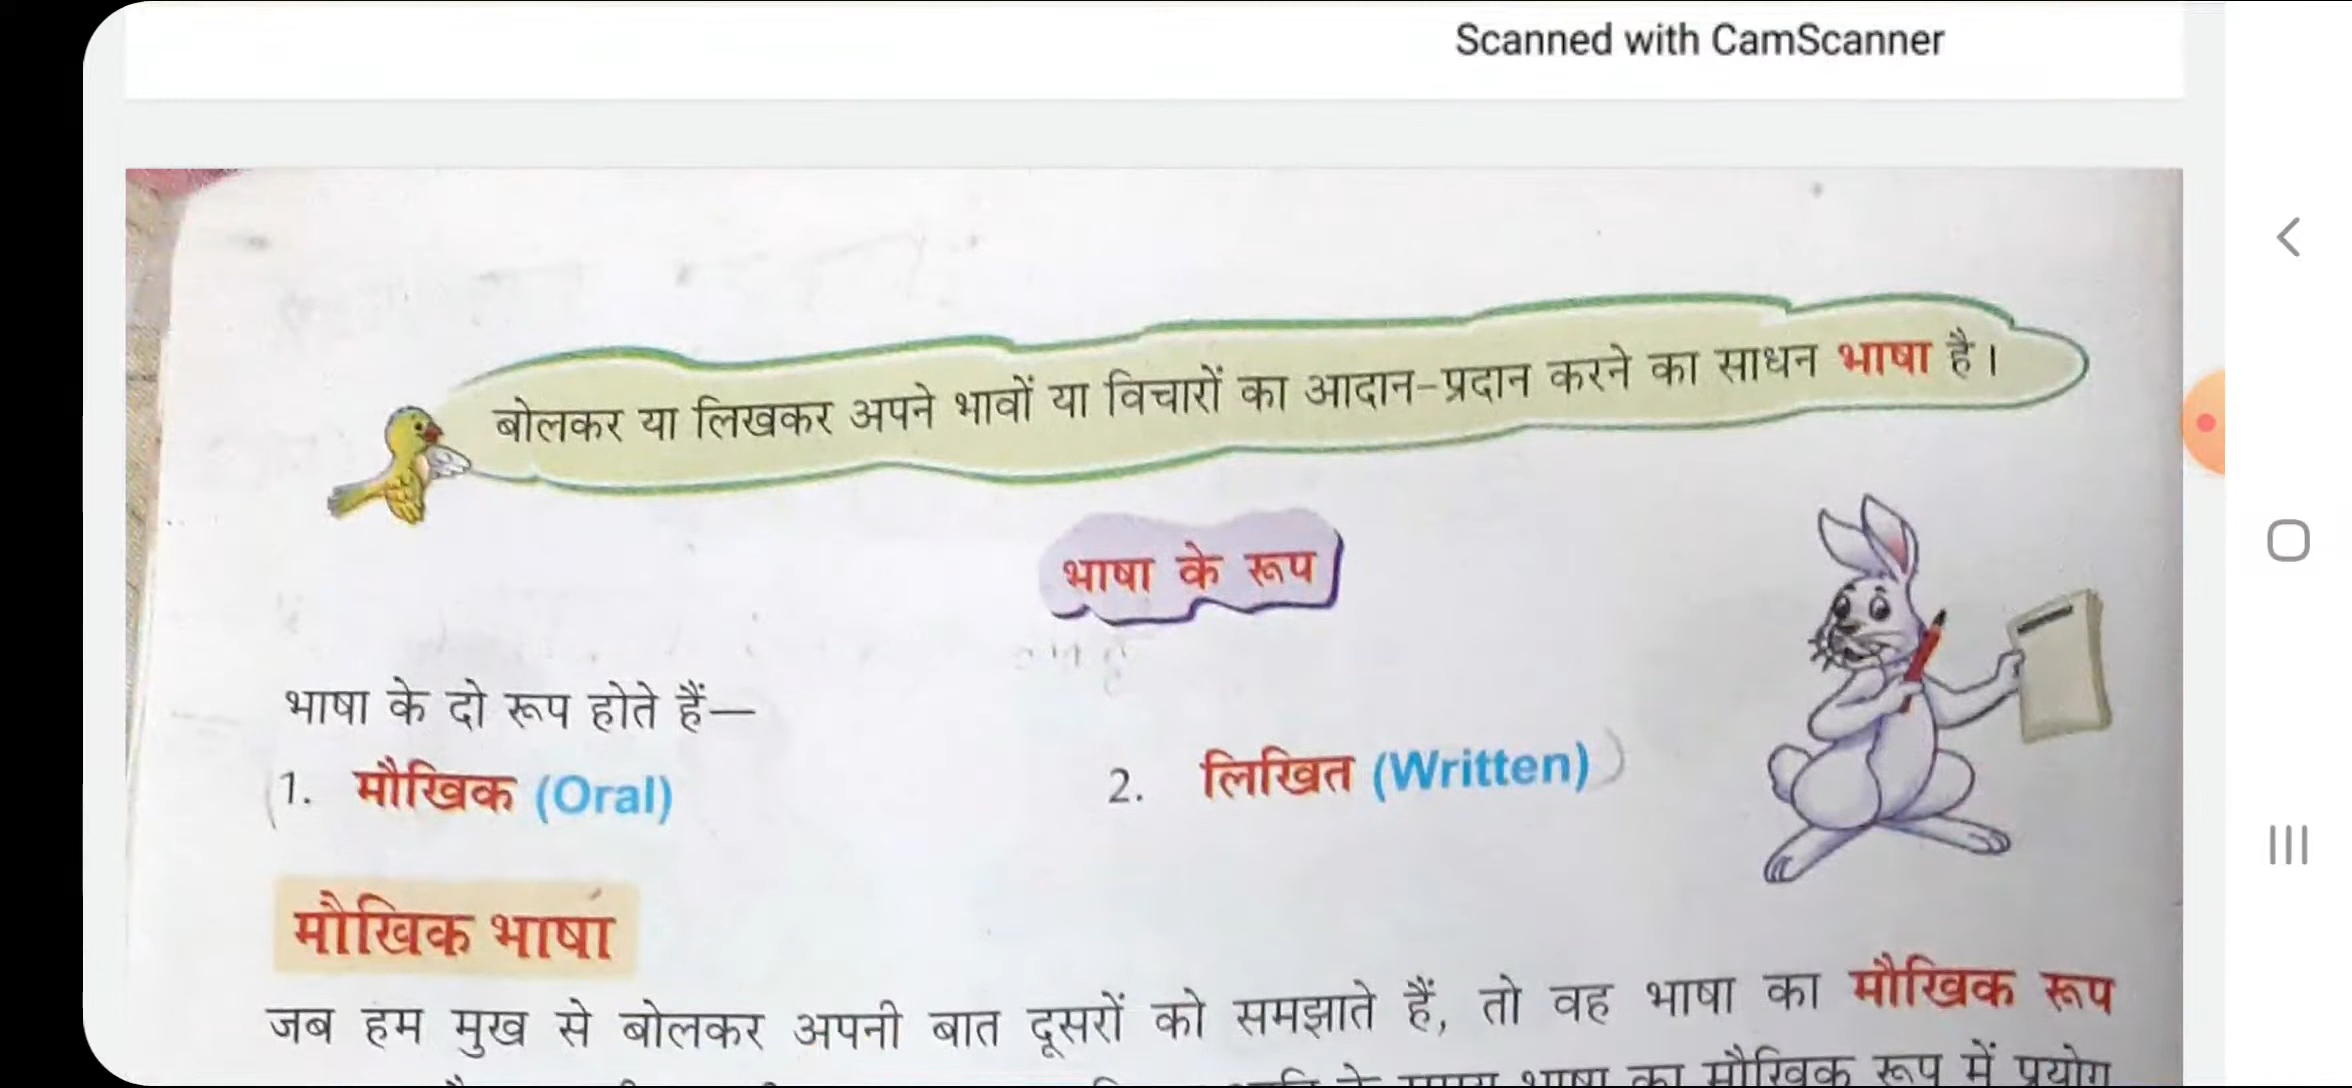 Scanned with CamScanner
बोलकर या लिखकर अपने भावों या विचारों का आदान-प्रदान करने का साधन भाषा है।
भाषा के रूप
भाषा के दो रूप होते हैं—
1. मौखिक (Oral) 2. लिखित (Written)
मौखिक भाषा
जब हम मुख से बोलकर अपनी बात दूसरों को समझाते हैं, तो वह भाषा का मौखिक रूप
भाषा का मौखिक रूप में प्रयोग